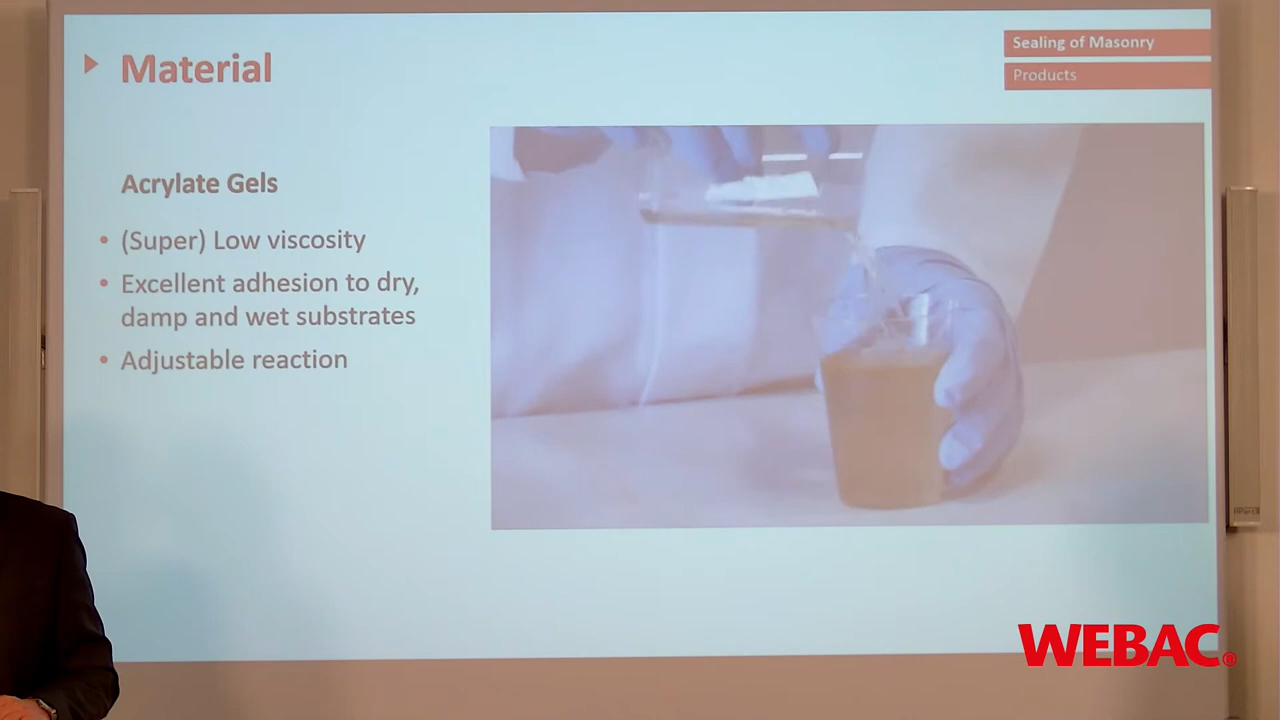 Material
Sealing of Masonry
Products
Acrylate Gels
• (Super) Low viscosity
• Excellent adhesion to dry,
damp and wet substrates
• Adjustable reaction
WEBAC®